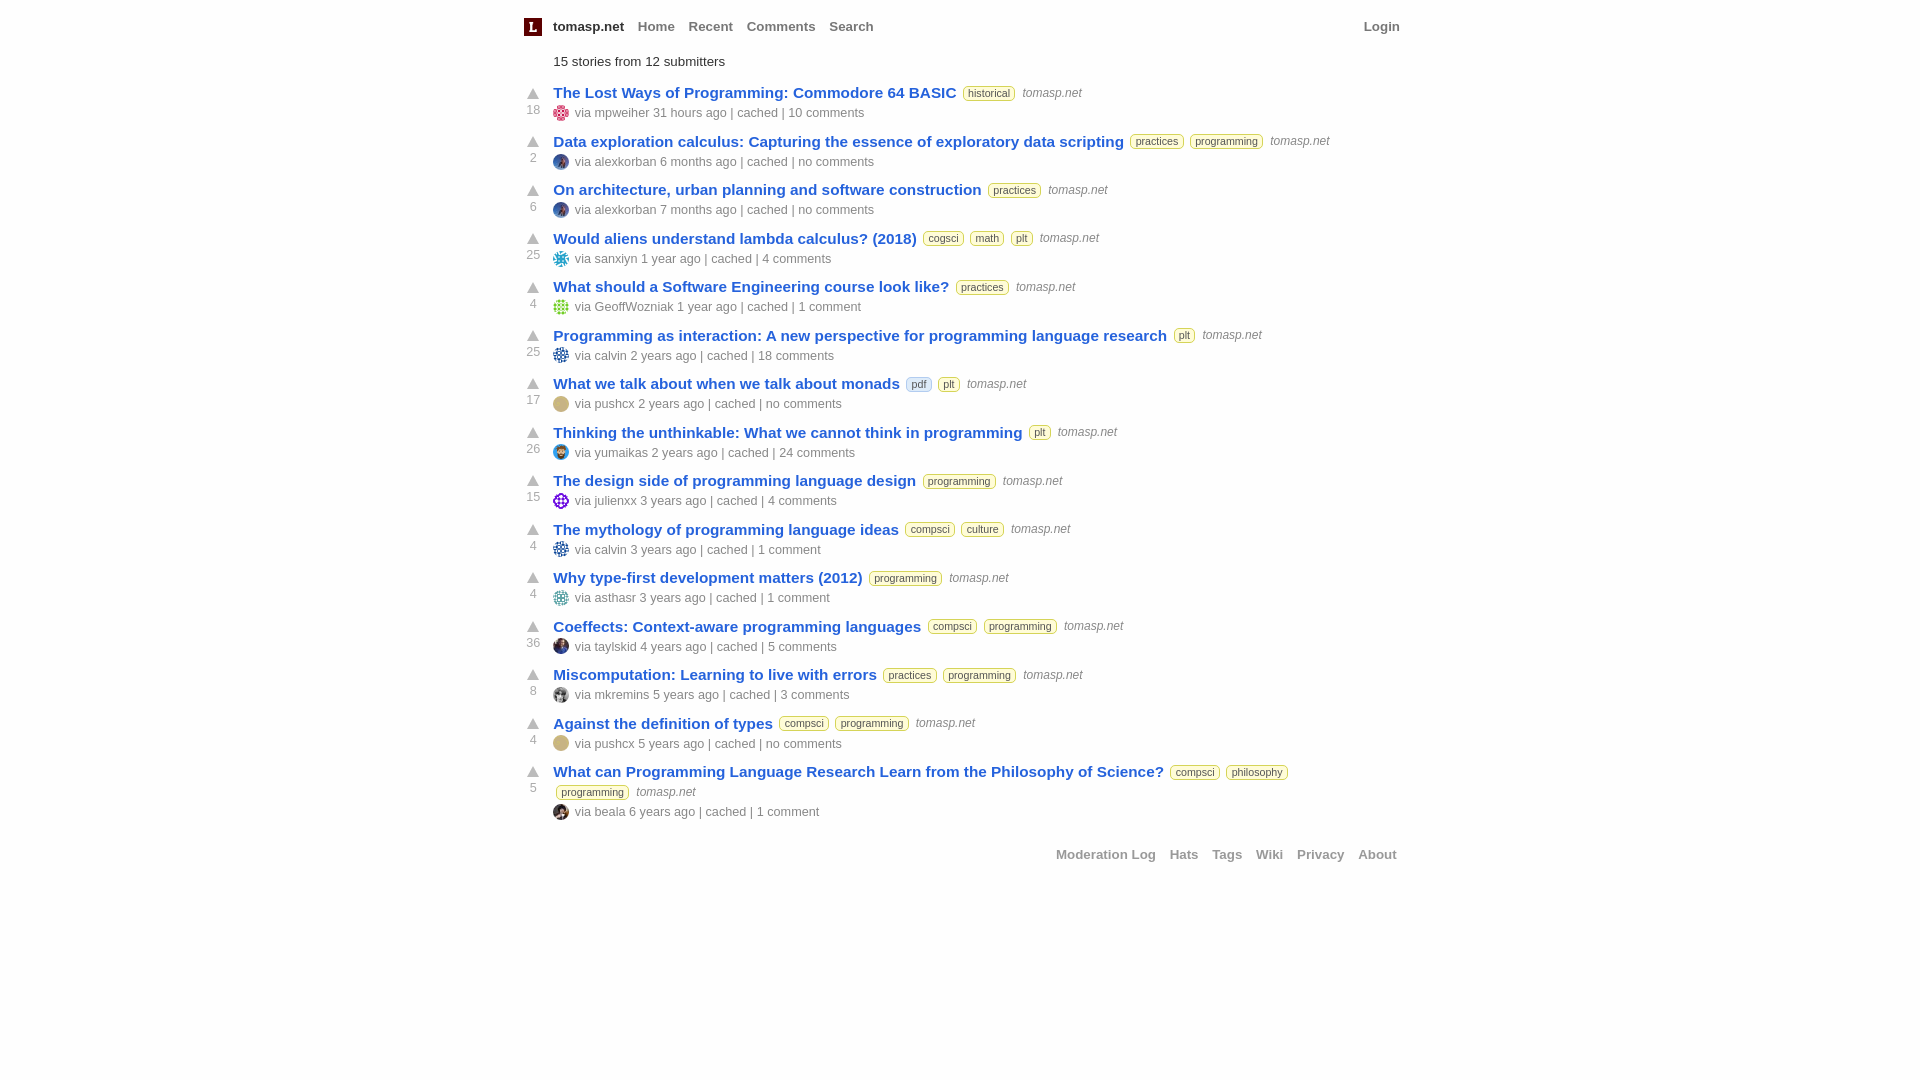 L tomasp.net Home Recent Comments Search Login
15 stories from 12 submitters
The Lost Ways of Programming: Commodore 64 BASIC historical tomasp.net
18
via mpweiher 31 hours ago | cached | 10 comments
Data exploration calculus: Capturing the essence of exploratory data scripting practices programming tomasp.net
2
via alexkorban 6 months ago | cached | no comments
On architecture, urban planning and software construction practices tomasp.net
6
via alexkorban 7 months ago | cached | no comments
Would aliens understand lambda calculus? (2018) cogsci math plt tomasp.net
25
via sanxiyn 1 year ago | cached | 4 comments
What should a Software Engineering course look like? practices tomasp.net
4
via GeoffWozniak 1 year ago | cached | 1 comment
Programming as interaction: A new perspective for programming language research plt tomasp.net
25
via calvin 2 years ago | cached | 18 comments
What we talk about when we talk about monads pdf plt tomasp.net
17
via pushcx 2 years ago | cached | no comments
Thinking the unthinkable: What we cannot think in programming plt tomasp.net
26
via yumaikas 2 years ago | cached | 24 comments
The design side of programming language design programming tomasp.net
15
via julienxx 3 years ago | cached | 4 comments
The mythology of programming language ideas compsci culture tomasp.net
4
via calvin 3 years ago | cached | 1 comment
Why type-first development matters (2012) programming tomasp.net
4
via asthasr 3 years ago | cached | 1 comment
Coeffects: Context-aware programming languages compsci programming tomasp.net
36
via taylskid 4 years ago | cached | 5 comments
Miscomputation: Learning to live with errors practices programming tomasp.net
8
via mkremins 5 years ago | cached | 3 comments
Against the definition of types compsci programming tomasp.net
4
via pushcx 5 years ago | cached | no comments
What can Programming Language Research Learn from the Philosophy of Science? compsci philosophy
5
programming tomasp.net
via beala 6 years ago | cached | 1 comment
Moderation Log Hats Tags Wiki Privacy About